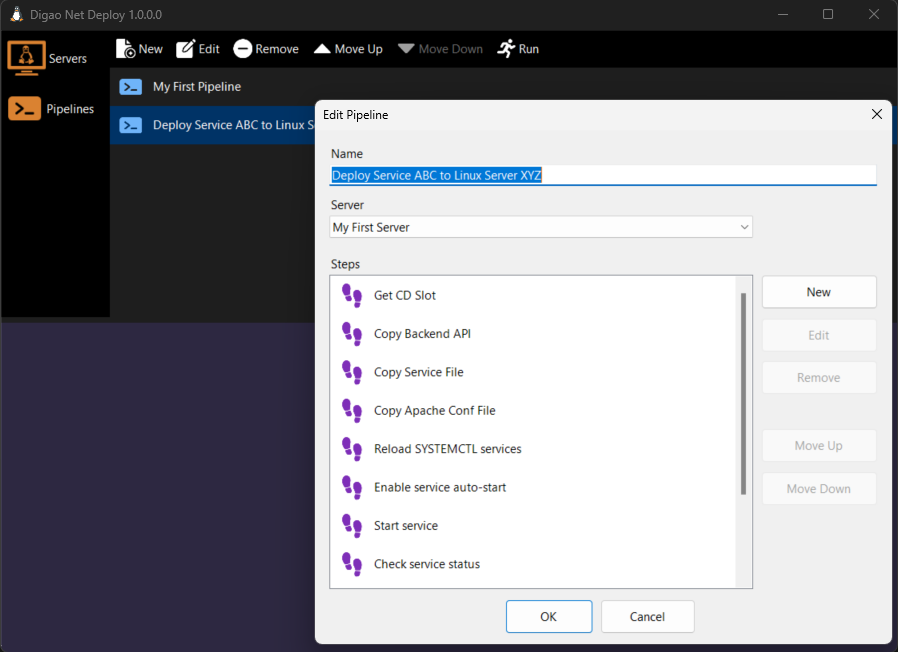 Digao Net Deploy 1.0.0.0
Servers
Pipelines
New Edit Remove Move Up Move Down Run
My First Pipeline
Deploy Service ABC to Linux S
Edit Pipeline
Name
Deploy Service ABC to Linux Server XYZ
Server
My First Server
Steps
Get CD Slot
Copy Backend API
Copy Service File
Copy Apache Conf File
Reload SYSTEMCTL services
Enable service auto-start
Start service
Check service status
New
Edit
Remove
Move Up
Move Down
OK Cancel